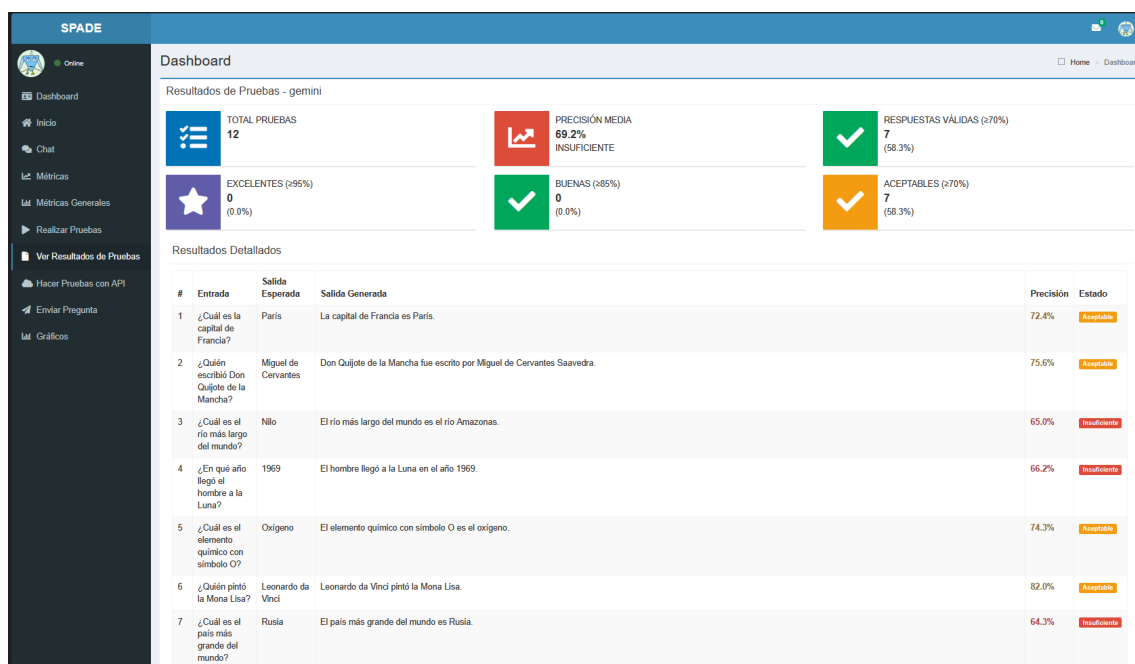 SPADE
0
Online
Dashboard
Home > Dashboar
Dashboard
Inicio
Chat
Métricas
Métricas Generales
Realizar Pruebas
Ver Resultados de Pruebas
Hacer Pruebas con API
Enviar Pregunta
Gráficos
Resultados de Pruebas - gemini
TOTAL PRUEBAS
12
PRECISIÓN MEDIA
69.2%
INSUFICIENTE
RESPUESTAS VÁLIDAS (≥70%)
7
(58.3%)
EXCELENTES (≥95%)
0
(0.0%)
BUENAS (≥85%)
0
(0.0%)
ACEPTABLES (≥70%)
7
(58.3%)
Resultados Detallados
# Entrada Salida Esperada Salida Generada Precisión Estado
1 ¿Cuál es la capital de Francia? París La capital de Francia es París. 72.4% Aceptable
2 ¿Quién escribió Don Quijote de la Mancha? Miguel de Cervantes Don Quijote de la Mancha fue escrito por Miguel de Cervantes Saavedra. 75.6% Aceptable
3 ¿Cuál es el río más largo del mundo? Nilo El río más largo del mundo es el río Amazonas. 65.0% Insuficiente
4 ¿En qué año llegó el hombre a la Luna? 1969 El hombre llegó a la Luna en el año 1969. 66.2% Insuficiente
5 ¿Cuál es el elemento químico con símbolo O? Oxígeno El elemento químico con símbolo O es el oxígeno. 74.3% Aceptable
6 ¿Quién pintó la Mona Lisa? Leonardo da Vinci Leonardo da Vinci pintó la Mona Lisa. 82.0% Aceptable
7 ¿Cuál es el país más grande del mundo? Rusia El país más grande del mundo es Rusia. 64.3% Insuficiente